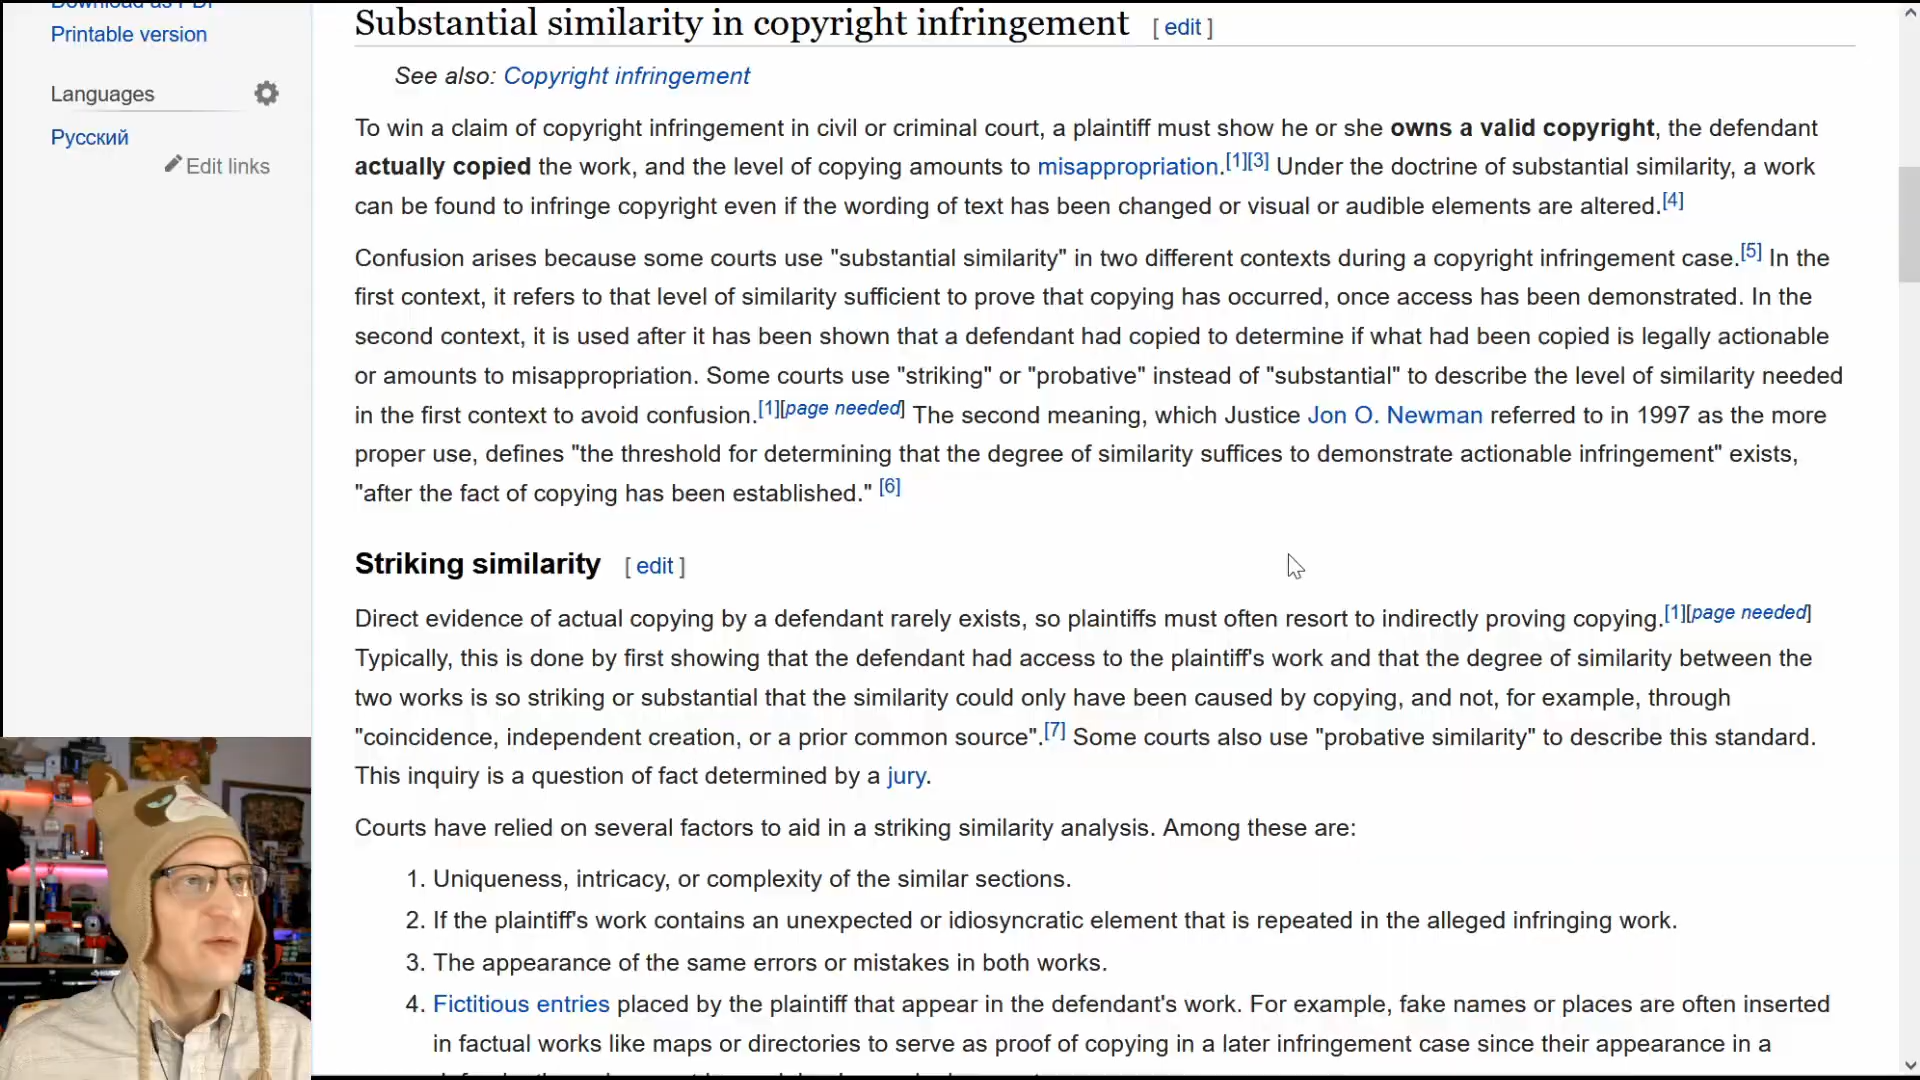 Download as PDF
Printable version
Languages
Русский
Edit links
Substantial similarity in copyright infringement [ edit ]
See also: Copyright infringement
To win a claim of copyright infringement in civil or criminal court, a plaintiff must show he or she owns a valid copyright, the defendant
actually copied the work, and the level of copying amounts to misappropriation.[1][3] Under the doctrine of substantial similarity, a work
can be found to infringe copyright even if the wording of text has been changed or visual or audible elements are altered.[4]
Confusion arises because some courts use "substantial similarity" in two different contexts during a copyright infringement case.[5] In the
first context, it refers to that level of similarity sufficient to prove that copying has occurred, once access has been demonstrated. In the
second context, it is used after it has been shown that a defendant had copied to determine if what had been copied is legally actionable
or amounts to misappropriation. Some courts use "striking" or "probative" instead of "substantial" to describe the level of similarity needed
in the first context to avoid confusion.[1][page needed] The second meaning, which Justice Jon O. Newman referred to in 1997 as the more
proper use, defines "the threshold for determining that the degree of similarity suffices to demonstrate actionable infringement" exists,
"after the fact of copying has been established." [6]
Striking similarity [ edit ]
Direct evidence of actual copying by a defendant rarely exists, so plaintiffs must often resort to indirectly proving copying.[1][page needed]
Typically, this is done by first showing that the defendant had access to the plaintiff's work and that the degree of similarity between the
two works is so striking or substantial that the similarity could only have been caused by copying, and not, for example, through
"coincidence, independent creation, or a prior common source".[7] Some courts also use "probative similarity" to describe this standard.
This inquiry is a question of fact determined by a jury.
Courts have relied on several factors to aid in a striking similarity analysis. Among these are:
1. Uniqueness, intricacy, or complexity of the similar sections.
2. If the plaintiff's work contains an unexpected or idiosyncratic element that is repeated in the alleged infringing work.
3. The appearance of the same errors or mistakes in both works.
4. Fictitious entries placed by the plaintiff that appear in the defendant's work. For example, fake names or places are often inserted
in factual works like maps or directories to serve as proof of copying in a later infringement case since their appearance in a